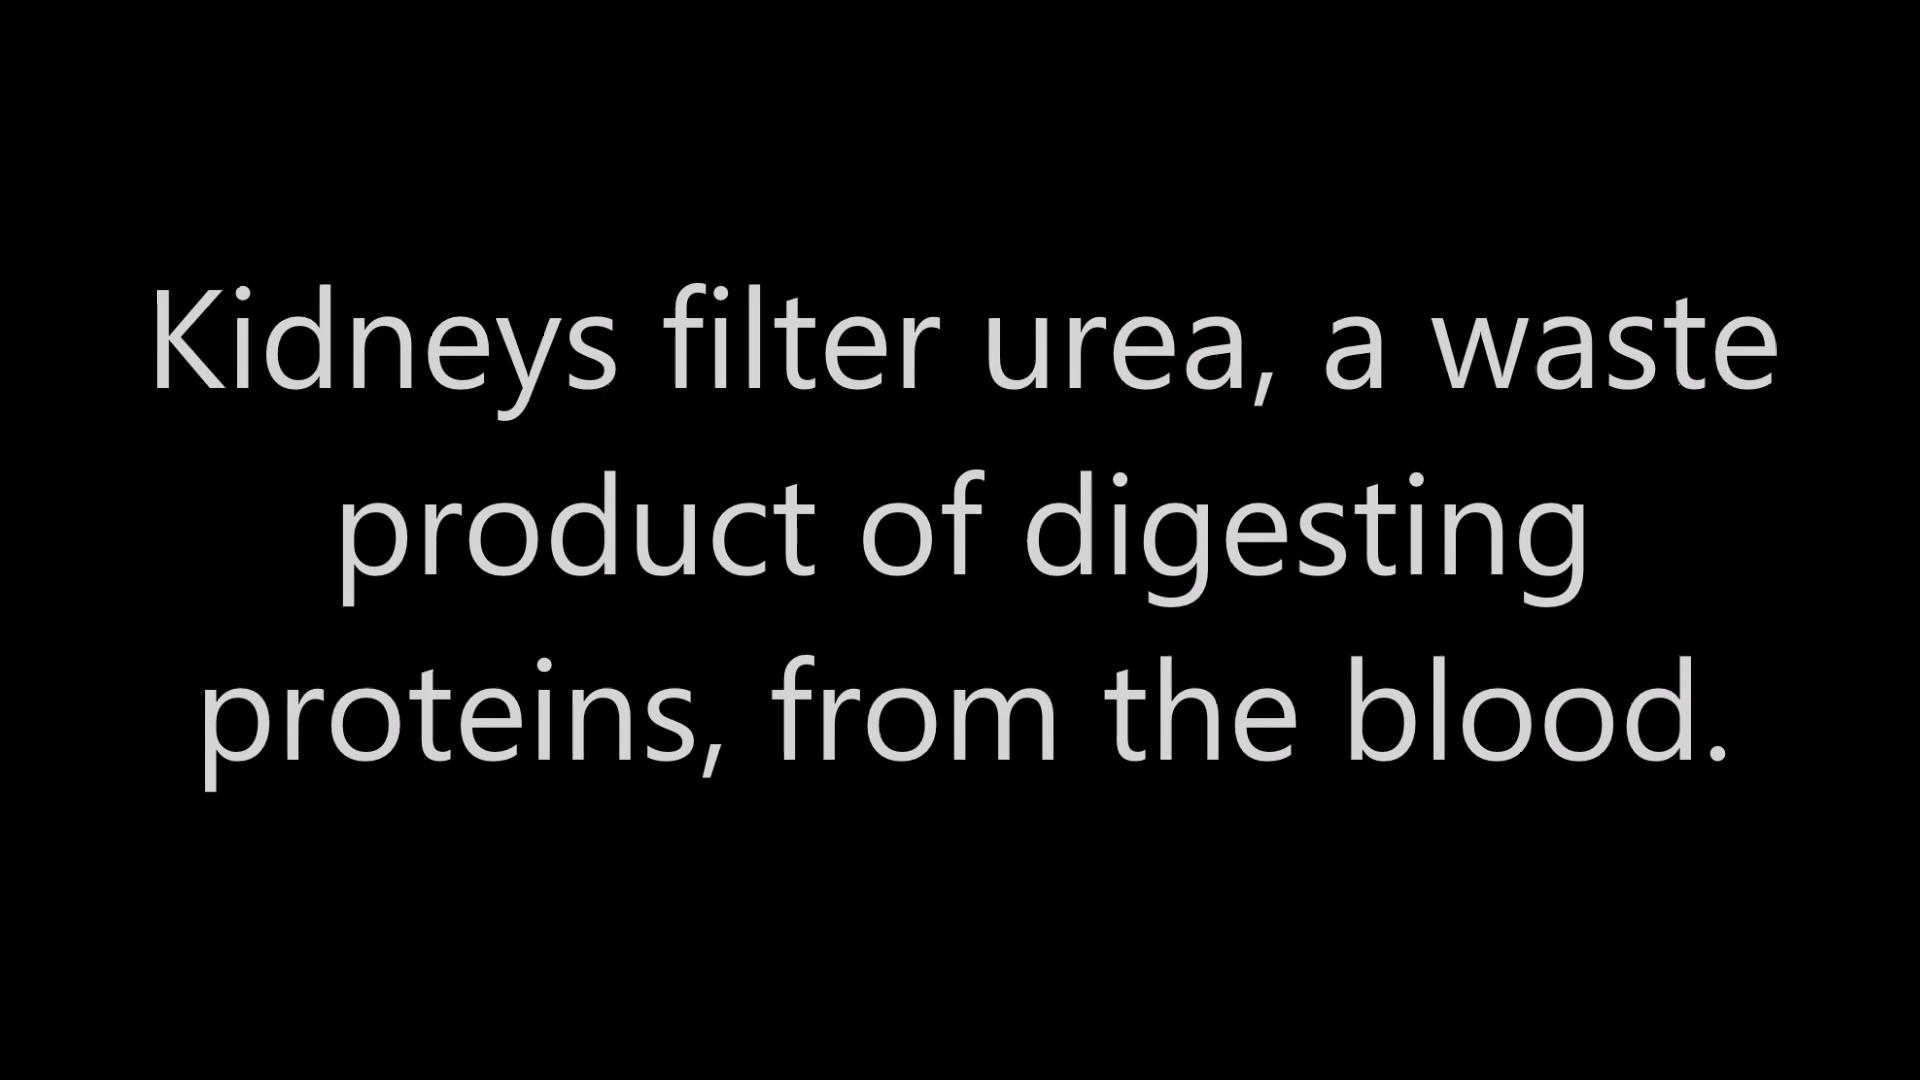 Kidneys filter urea, a waste
product of digesting
proteins, from the blood.